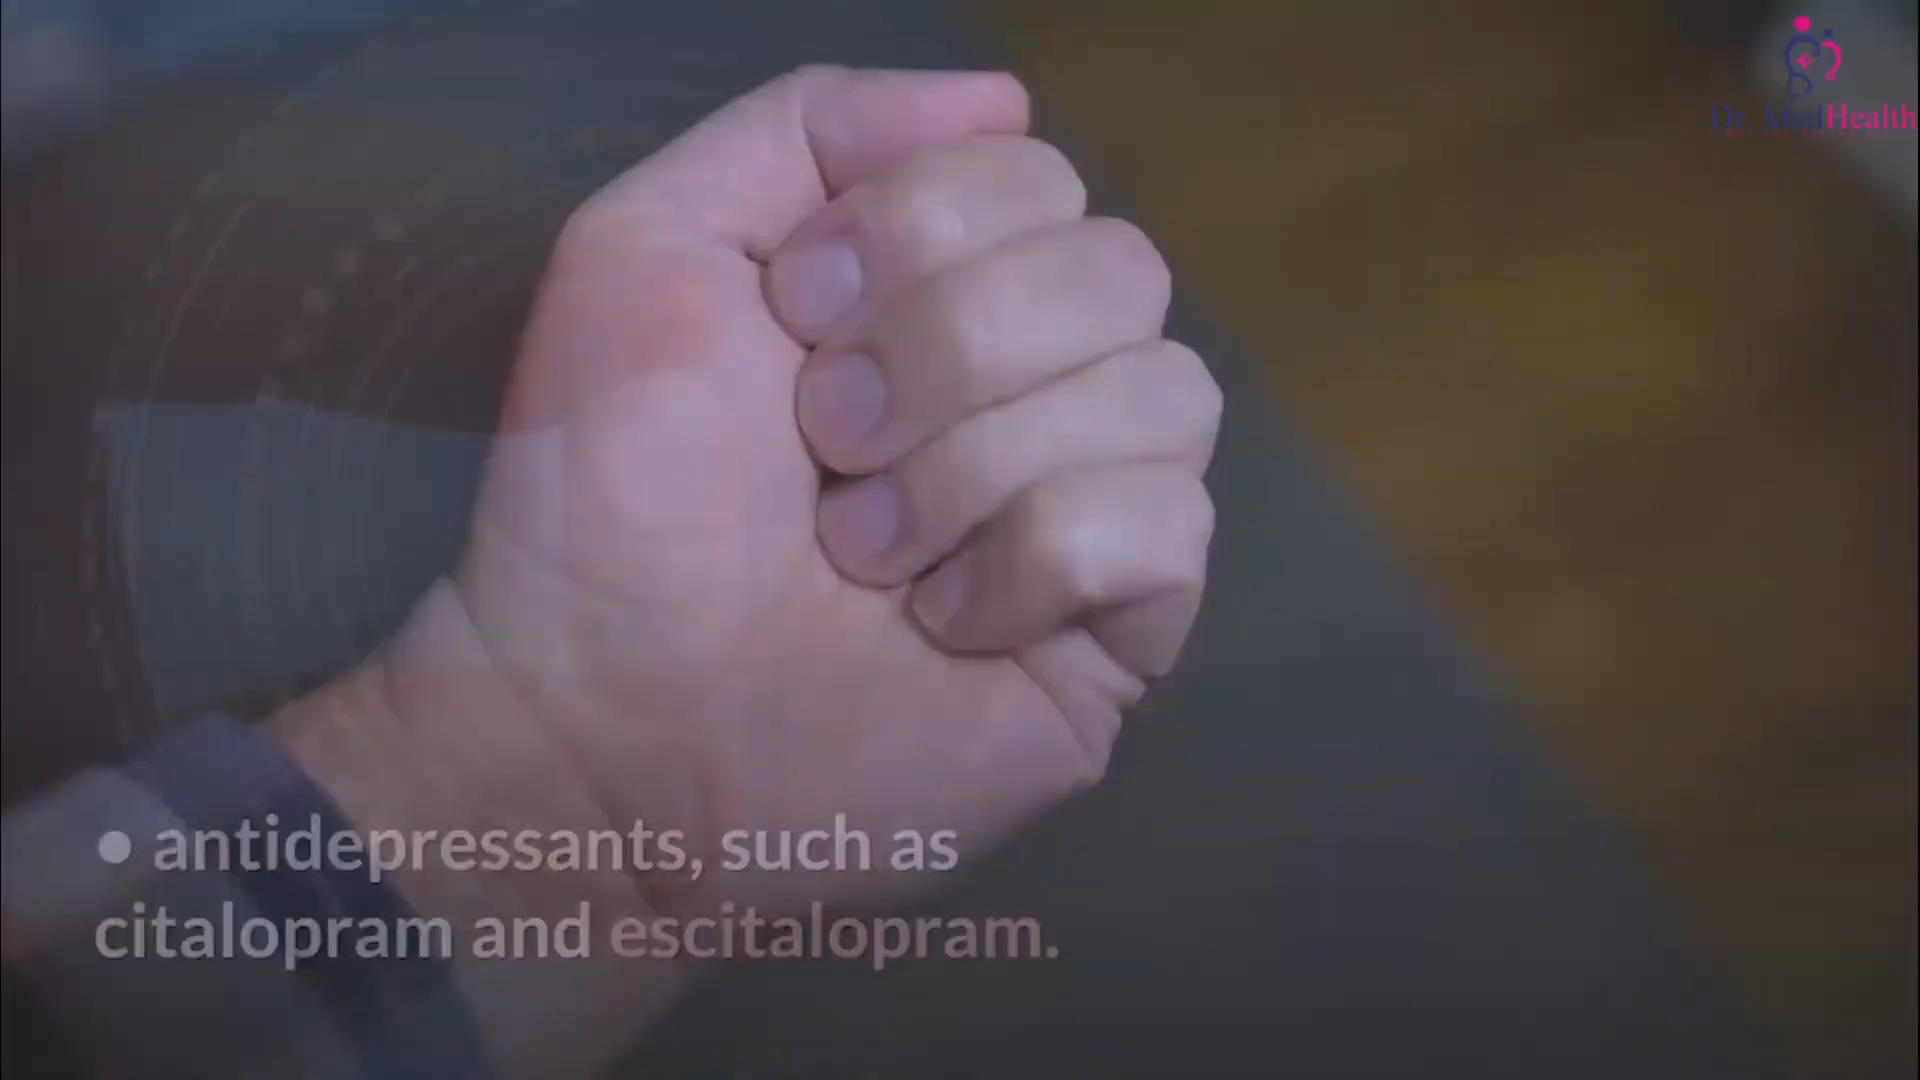 Dr. MedHealth
• antidepressants, such as
citalopram and escitalopram.